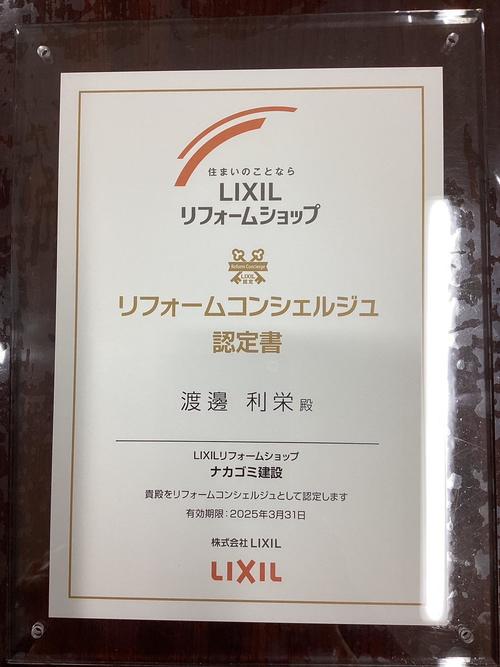 住まいのことなら
LIXIL
リフォームショップ
Reform Concierge
LIXIL
認定
リフォームコンシェルジュ
認定書
渡邊 利栄 殿
LIXILリフォームショップ
ナカゴミ建設
貴殿をリフォームコンシェルジュとして認定します
有効期限:2025年3月31日
株式会社 LIXIL
LIXIL